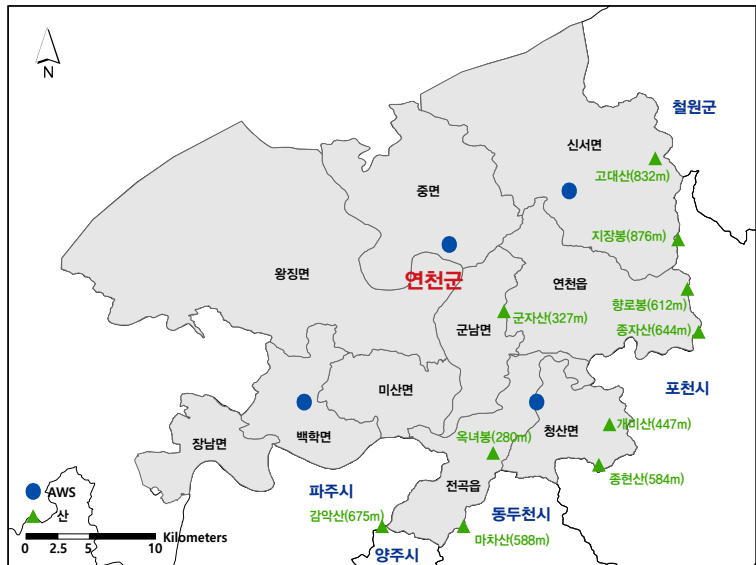 N
철원군
신서면
고대산(832m)
중면
지장봉(876m)
왕징면
연천군
연천읍
향로봉(612m)
군자산(327m)
군남면
종자산(644m)
미산면
포천시
개미산(447m)
청산면
백학면
장남면
옥녀봉(280m)
종현산(584m)
전곡읍
파주시
AWS
산
감악산(675m)
동두천시
마차산(588m)
Kilometers
0 2.5 5 10
양주시